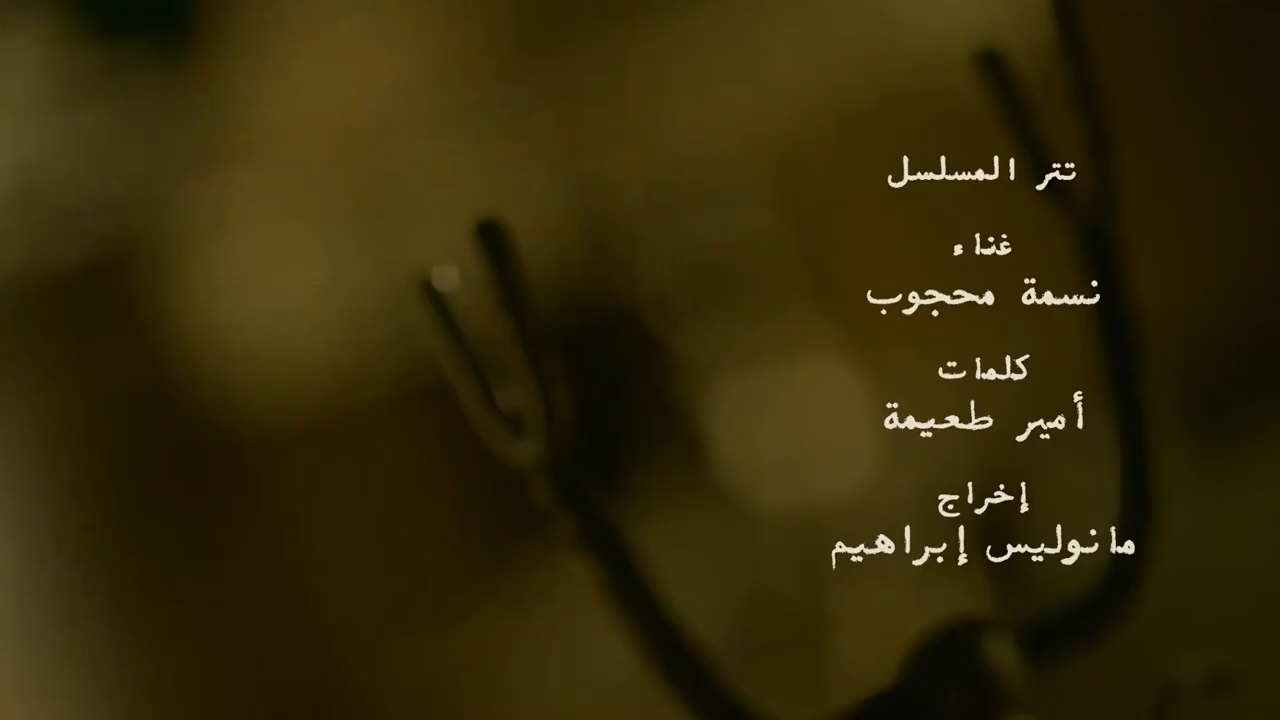 تتر المسلسل
غناء
نسمة محجوب
كلمات
أمير طعيمة
إخراج
مانوليس إبراهيم